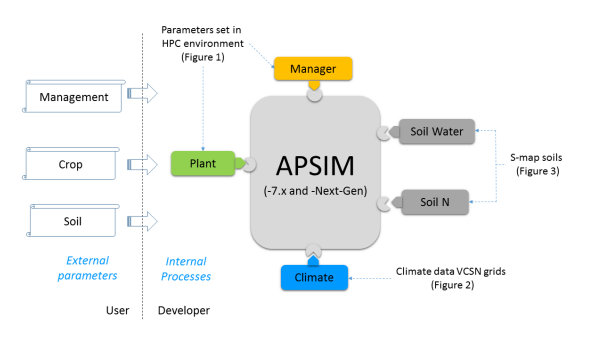 Parameters set in
HPC environment
(Figure 1)
Manager
Management
Soil Water
Crop
Plant
APSIM
(-7.x and -Next-Gen)
S-map soils
(Figure 3)
Soil N
Soil
External
parameters
Internal
Processes
Climate
Climate data VCSN grids
(Figure 2)
User
Developer